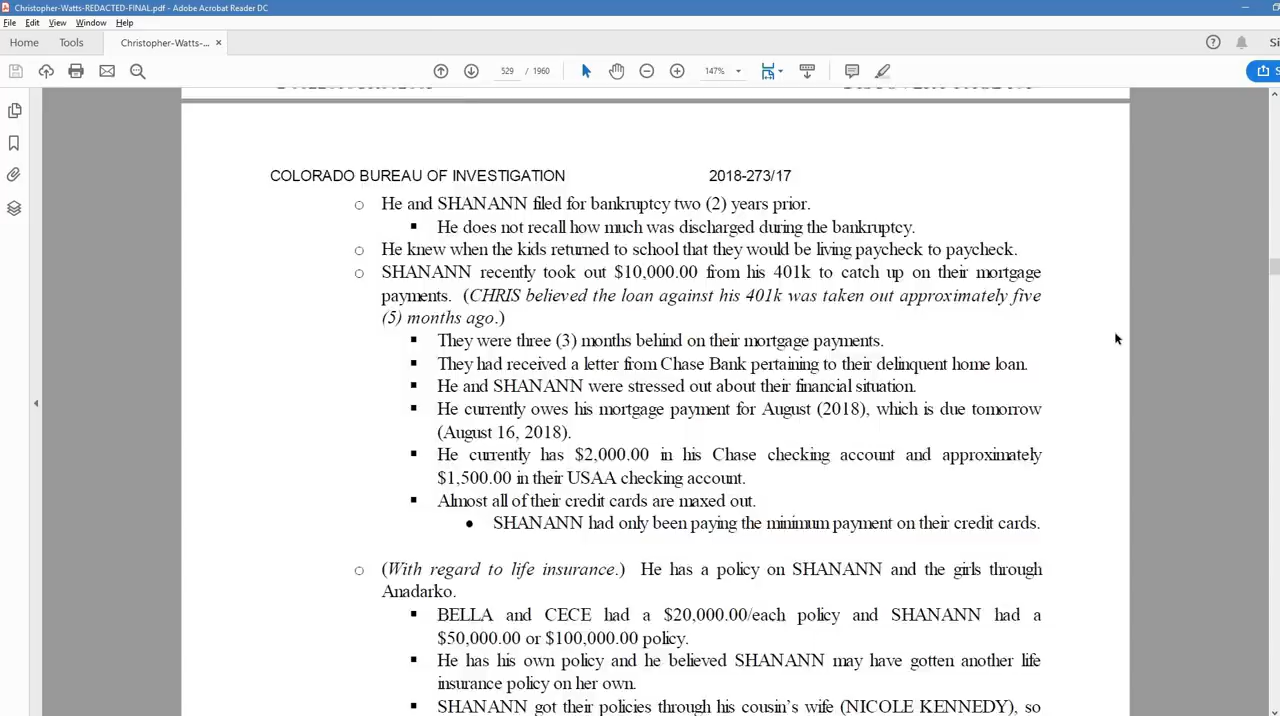 Christopher-Watts-REDACTED-FINAL.pdf - Adobe Acrobat Reader DC
File Edit View Window Help
Home Tools Christopher-Watts-... ×
529 / 1960 147%
COLORADO BUREAU OF INVESTIGATION 2018-273/17
○ He and SHANANN filed for bankruptcy two (2) years prior.
▪ He does not recall how much was discharged during the bankruptcy.
○ He knew when the kids returned to school that they would be living paycheck to paycheck.
○ SHANANN recently took out $10,000.00 from his 401k to catch up on their mortgage
payments. (CHRIS believed the loan against his 401k was taken out approximately five
(5) months ago.)
▪ They were three (3) months behind on their mortgage payments.
▪ They had received a letter from Chase Bank pertaining to their delinquent home loan.
▪ He and SHANANN were stressed out about their financial situation.
▪ He currently owes his mortgage payment for August (2018), which is due tomorrow
(August 16, 2018).
▪ He currently has $2,000.00 in his Chase checking account and approximately
$1,500.00 in their USAA checking account.
▪ Almost all of their credit cards are maxed out.
● SHANANN had only been paying the minimum payment on their credit cards.
○ (With regard to life insurance.) He has a policy on SHANANN and the girls through
Anadarko.
▪ BELLA and CECE had a $20,000.00/each policy and SHANANN had a
$50,000.00 or $100,000.00 policy.
▪ He has his own policy and he believed SHANANN may have gotten another life
insurance policy on her own.
▪ SHANANN got their policies through his cousin's wife (NICOLE KENNEDY), so